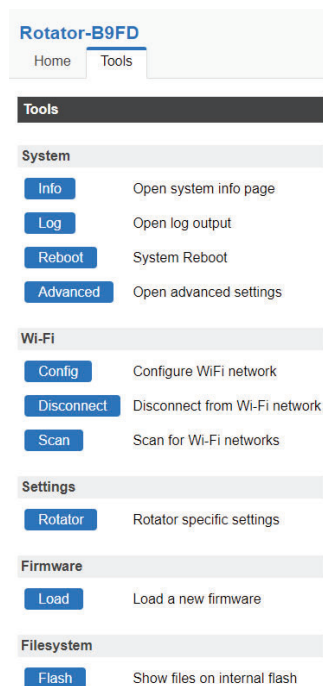 Rotator-B9FD
Home Tools
Tools
System
Info Open system info page
Log Open log output
Reboot System Reboot
Advanced Open advanced settings
Wi-Fi
Config Configure WiFi network
Disconnect Disconnect from Wi-Fi network
Scan Scan for Wi-Fi networks
Settings
Rotator Rotator specific settings
Firmware
Load Load a new firmware
Filesystem
Flash Show files on internal flash